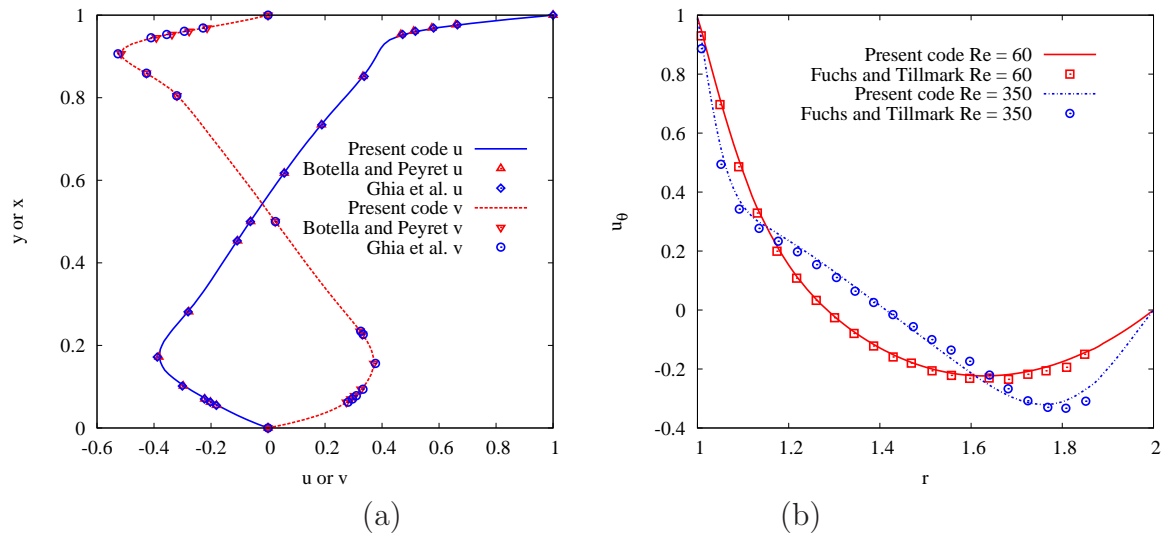 1
0.8
0.6
0.4
0.2
0
-0.6
-0.4
-0.2
0
0.2
0.4
0.6
0.8
1
y or x
u or v
Present code u
Botella and Peyret u
Ghia et al. u
Present code v
Botella and Peyret v
Ghia et al. v
(a)
1
0.8
0.6
0.4
0.2
0
-0.2
-0.4
1
1.2
1.4
1.6
1.8
2
uθ
r
Present code Re = 60
Fuchs and Tillmark Re = 60
Present code Re = 350
Fuchs and Tillmark Re = 350
(b)